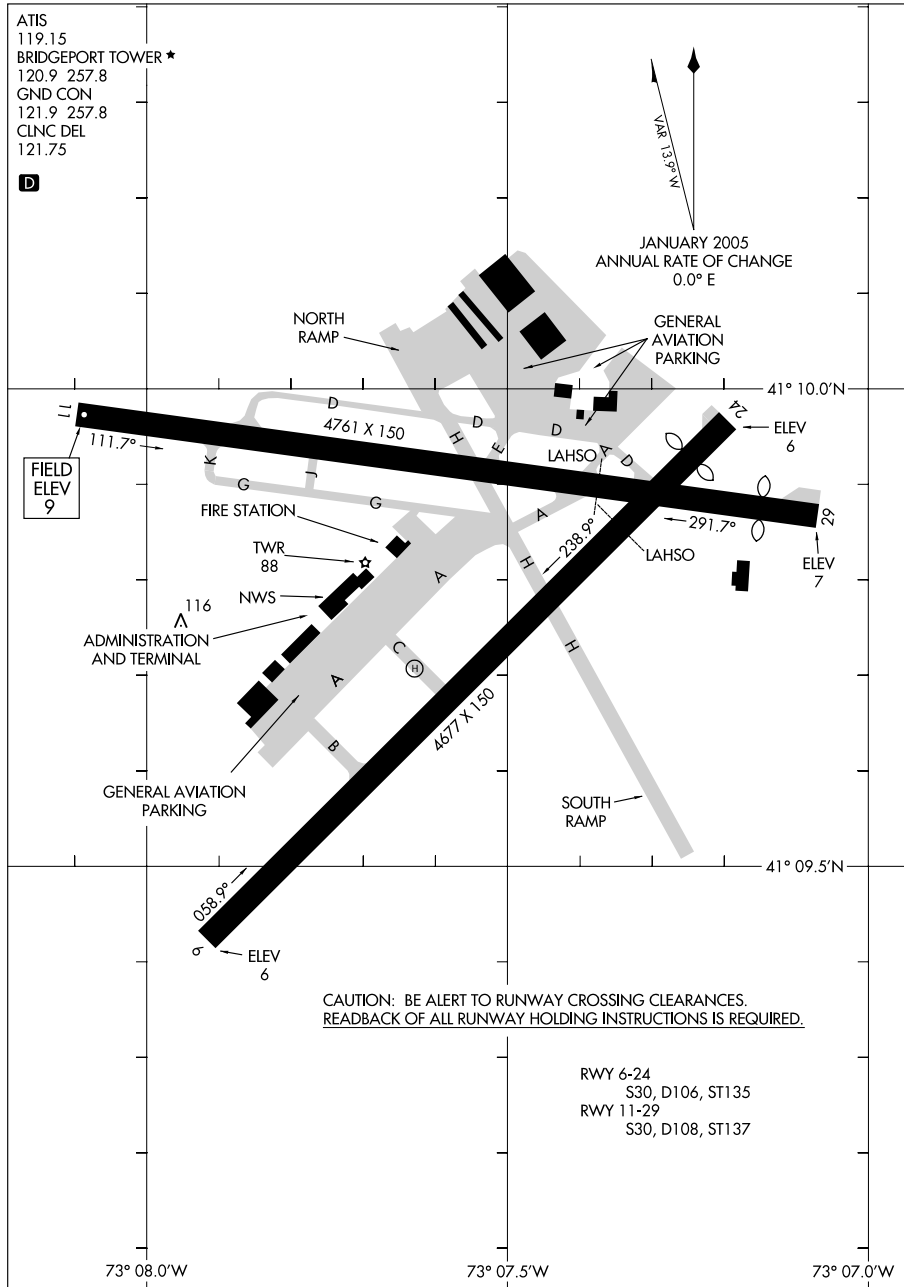 ATIS
119.15
BRIDGEPORT TOWER ★
120.9 257.8
GND CON
121.9 257.8
CLNC DEL
121.75
D
VAR 13.9° W
JANUARY 2005
ANNUAL RATE OF CHANGE
0.0° E
NORTH
RAMP
GENERAL
AVIATION
PARKING
41° 10.0'N
11
111.7°
FIELD
ELEV
9
D
4761 X 150
D
D
H
E
A
D
LAHSO
24
ELEV
6
K
J
G
G
FIRE STATION
TWR
88
NWS
116
ADMINISTRATION
AND TERMINAL
A
A
H
238.9°
291.7°
29
ELEV
7
LAHSO
H
C
H
A
B
4677 X 150
GENERAL AVIATION
PARKING
SOUTH
RAMP
41° 09.5'N
058.9°
6
ELEV
6
CAUTION: BE ALERT TO RUNWAY CROSSING CLEARANCES.
READBACK OF ALL RUNWAY HOLDING INSTRUCTIONS IS REQUIRED.
RWY 6-24
S30, D106, ST135
RWY 11-29
S30, D108, ST137
73° 08.0'W
73° 07.5'W
73° 07.0'W